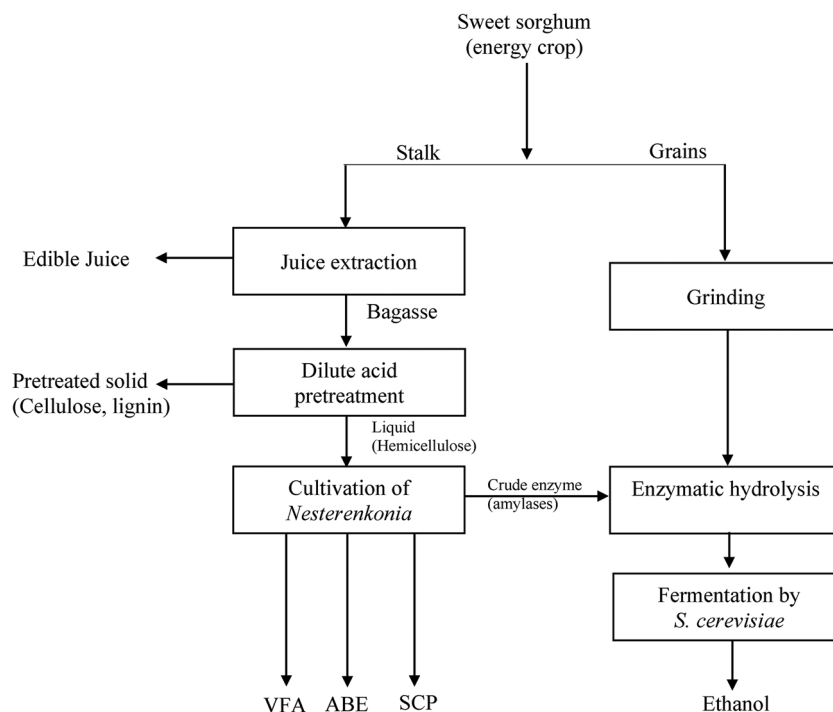 Sweet sorghum
(energy crop)
Stalk
Grains
Edible Juice
Juice extraction
Grinding
Bagasse
Pretreated solid
(Cellulose, lignin)
Dilute acid
pretreatment
Liquid
(Hemicellulose)
Cultivation of
Nesterenkonia
Crude enzyme
(amylases)
Enzymatic hydrolysis
Fermentation by
S. cerevisiae
VFA
ABE
SCP
Ethanol